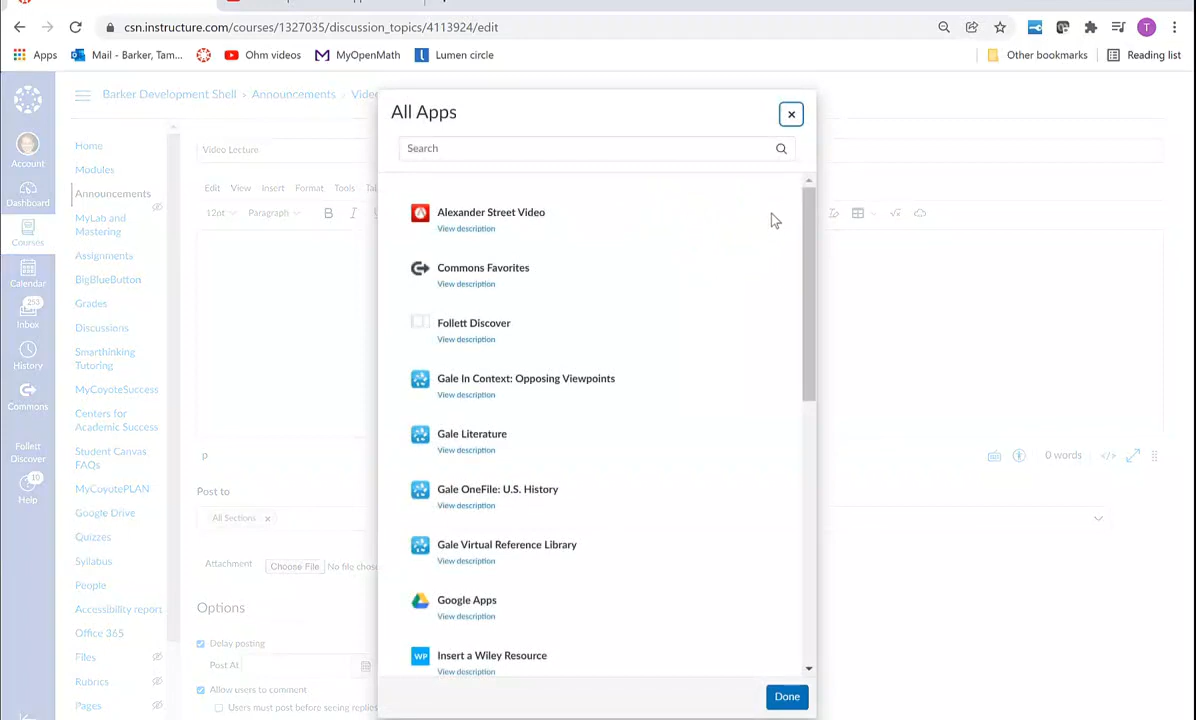 csn.instructure.com/courses/1327035/discussion_topics/4113924/edit
T
Apps
Mail - Barker, Tam...
Ohm videos
MyOpenMath
Lumen circle
Other bookmarks
Reading list
Barker Development Shell > Announcements >
Account
Dashboard
Courses
Calendar
253
Inbox
History
Commons
Follett
Discover
10
Help
Home
Modules
Announcements
MyLab and
Mastering
Assignments
BigBlueButton
Grades
Discussions
Smarthinking
Tutoring
MyCoyoteSuccess
Centers for
Academic Success
Student Canvas
FAQs
MyCoyotePLAN
Google Drive
Quizzes
Syllabus
People
Accessibility report
Office 365
Files
Rubrics
Pages
Video Lecture
Edit View Insert Format Tools
12pt Paragraph B I
p
0 words </>
Post to
All Sections x
Attachment Choose File No file chose
Options
Delay posting
Post At
Allow users to comment
Users must post before seeing replies
All Apps
Search
Alexander Street Video
View description
Commons Favorites
View description
Follett Discover
View description
Gale In Context: Opposing Viewpoints
View description
Gale Literature
View description
Gale OneFile: U.S. History
View description
Gale Virtual Reference Library
View description
Google Apps
View description
WP
Insert a Wiley Resource
View description
Done